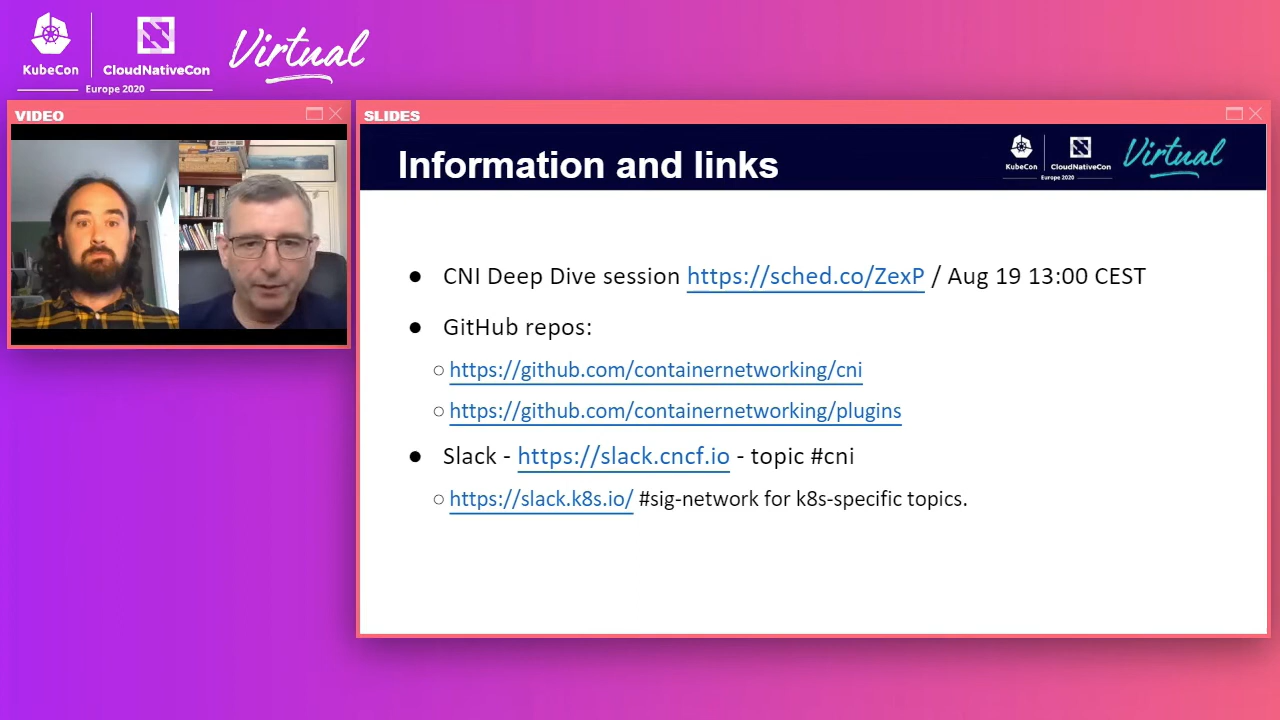 KubeCon
CloudNativeCon
Europe 2020
Virtual
VIDEO
SLIDES
Information and links
KubeCon
CloudNativeCon
Europe 2020
Virtual
● CNI Deep Dive session https://sched.co/ZexP / Aug 19 13:00 CEST
● GitHub repos:
○ https://github.com/containernetworking/cni
○ https://github.com/containernetworking/plugins
● Slack - https://slack.cncf.io - topic #cni
○ https://slack.k8s.io/ #sig-network for k8s-specific topics.